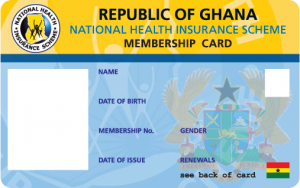 NATIONAL HEALTH
INSURANCE SCHEME
REPUBLIC OF GHANA
NATIONAL HEALTH INSURANCE SCHEME
MEMBERSHIP CARD
NAME
DATE OF BIRTH
MEMBERSHIP No. GENDER
DATE OF ISSUE RENEWALS
see back of card